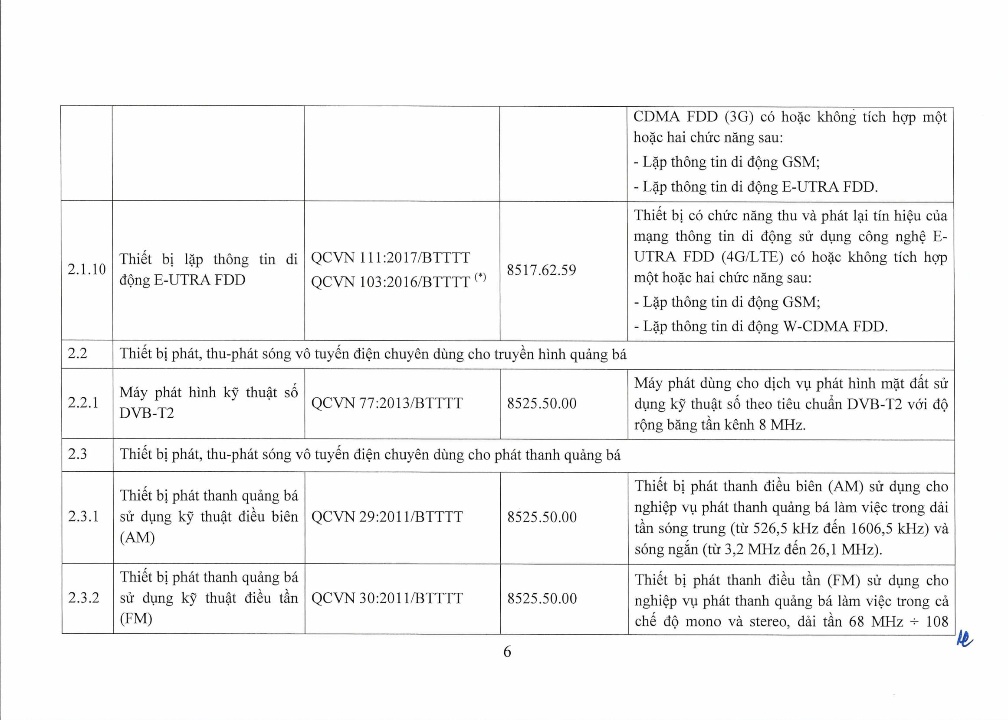 CDMA FDD (3G) có hoặc không tích hợp một
hoặc hai chức năng sau:
- Lặp thông tin di động GSM;
- Lặp thông tin di động E-UTRA FDD.
2.1.10
Thiết bị lặp thông tin di
động E-UTRA FDD
QCVN 111:2017/BTTTT
QCVN 103:2016/BTTTT (*)
8517.62.59
Thiết bị có chức năng thu và phát lại tín hiệu của
mạng thông tin di động sử dụng công nghệ E-
UTRA FDD (4G/LTE) có hoặc không tích hợp
một hoặc hai chức năng sau:
- Lặp thông tin di động GSM;
- Lặp thông tin di động W-CDMA FDD.
2.2
Thiết bị phát, thu-phát sóng vô tuyến điện chuyên dùng cho truyền hình quảng bá
2.2.1
Máy phát hình kỹ thuật số
DVB-T2
QCVN 77:2013/BTTTT
8525.50.00
Máy phát dùng cho dịch vụ phát hình mặt đất sử
dụng kỹ thuật số theo tiêu chuẩn DVB-T2 với độ
rộng băng tần kênh 8 MHz.
2.3
Thiết bị phát, thu-phát sóng vô tuyến điện chuyên dùng cho phát thanh quảng bá
2.3.1
Thiết bị phát thanh quảng bá
sử dụng kỹ thuật điều biên
(AM)
QCVN 29:2011/BTTTT
8525.50.00
Thiết bị phát thanh điều biên (AM) sử dụng cho
nghiệp vụ phát thanh quảng bá làm việc trong dải
tần sóng trung (từ 526,5 kHz đến 1606,5 kHz) và
sóng ngắn (từ 3,2 MHz đến 26,1 MHz).
2.3.2
Thiết bị phát thanh quảng bá
sử dụng kỹ thuật điều tần
(FM)
QCVN 30:2011/BTTTT
8525.50.00
Thiết bị phát thanh điều tần (FM) sử dụng cho
nghiệp vụ phát thanh quảng bá làm việc trong cả
chế độ mono và stereo, dải tần 68 MHz ÷ 108
6